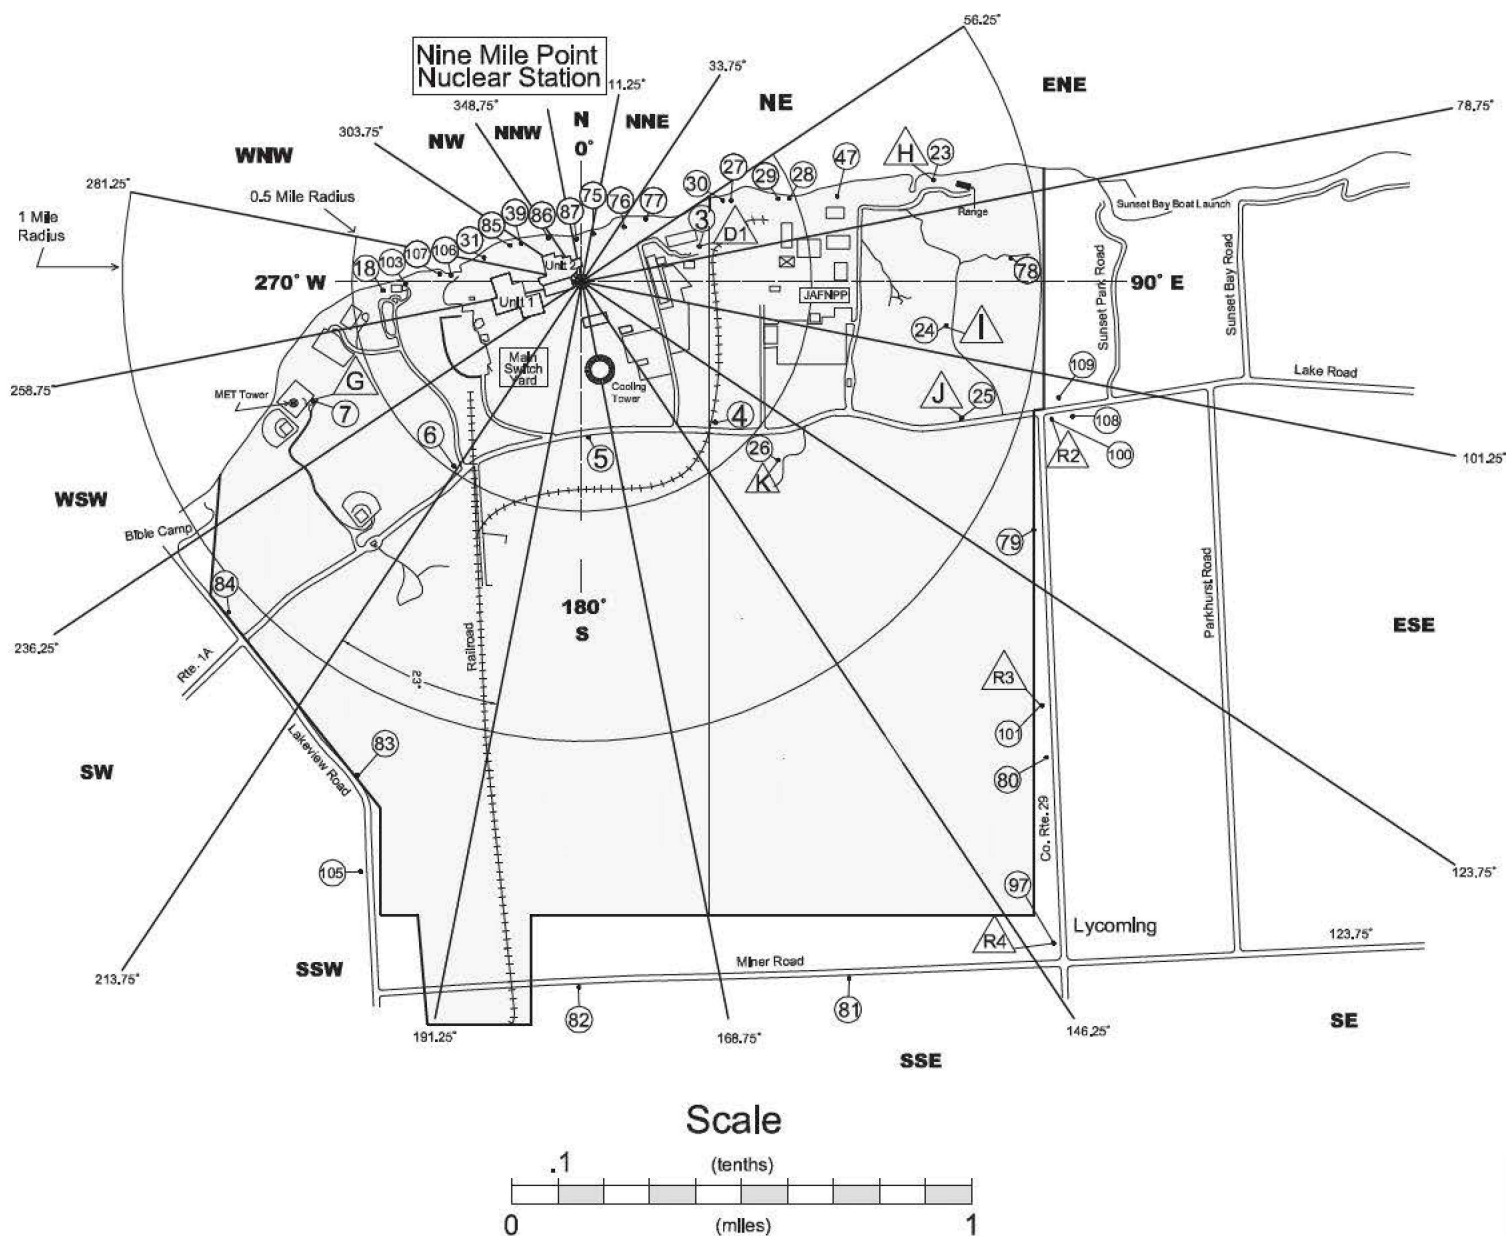 56.25°
Nine Mile Point
Nuclear Station
11.25°
33.75°
348.75°
303.75°
NW
NNW
N
0°
NNE
NE
ENE
78.75°
WNW
281.25°
0.5 Mile Radius
1 Mile
Radius
H
23
47
30
27
29
28
75
76
77
87
86
39
85
31
106
107
103
18
3
D1
Range
Sunset Bay Boat Launch
78
270° W
Unit 2
Unit 1
JAFNPP
90° E
Sunset Park Road
Sunset Bay Road
24
I
Main
Switch
Yard
Cooling
Tower
G
MET Tower
7
258.75°
109
Lake Road
J
25
108
100
R2
4
6
5
26
K
101.25°
WSW
Bible Camp
79
84
180°
S
Parkhurst Road
ESE
236.25°
Rte. 1A
Railroad
23°
R3
101
80
83
Lakeview Road
SW
Co. Rte. 29
105
97
123.75°
Lycoming
R4
123.75°
Miner Road
SSW
213.75°
82
81
191.25°
168.75°
146.25°
SE
SSE
Scale
.1
(tenths)
0
(miles)
1